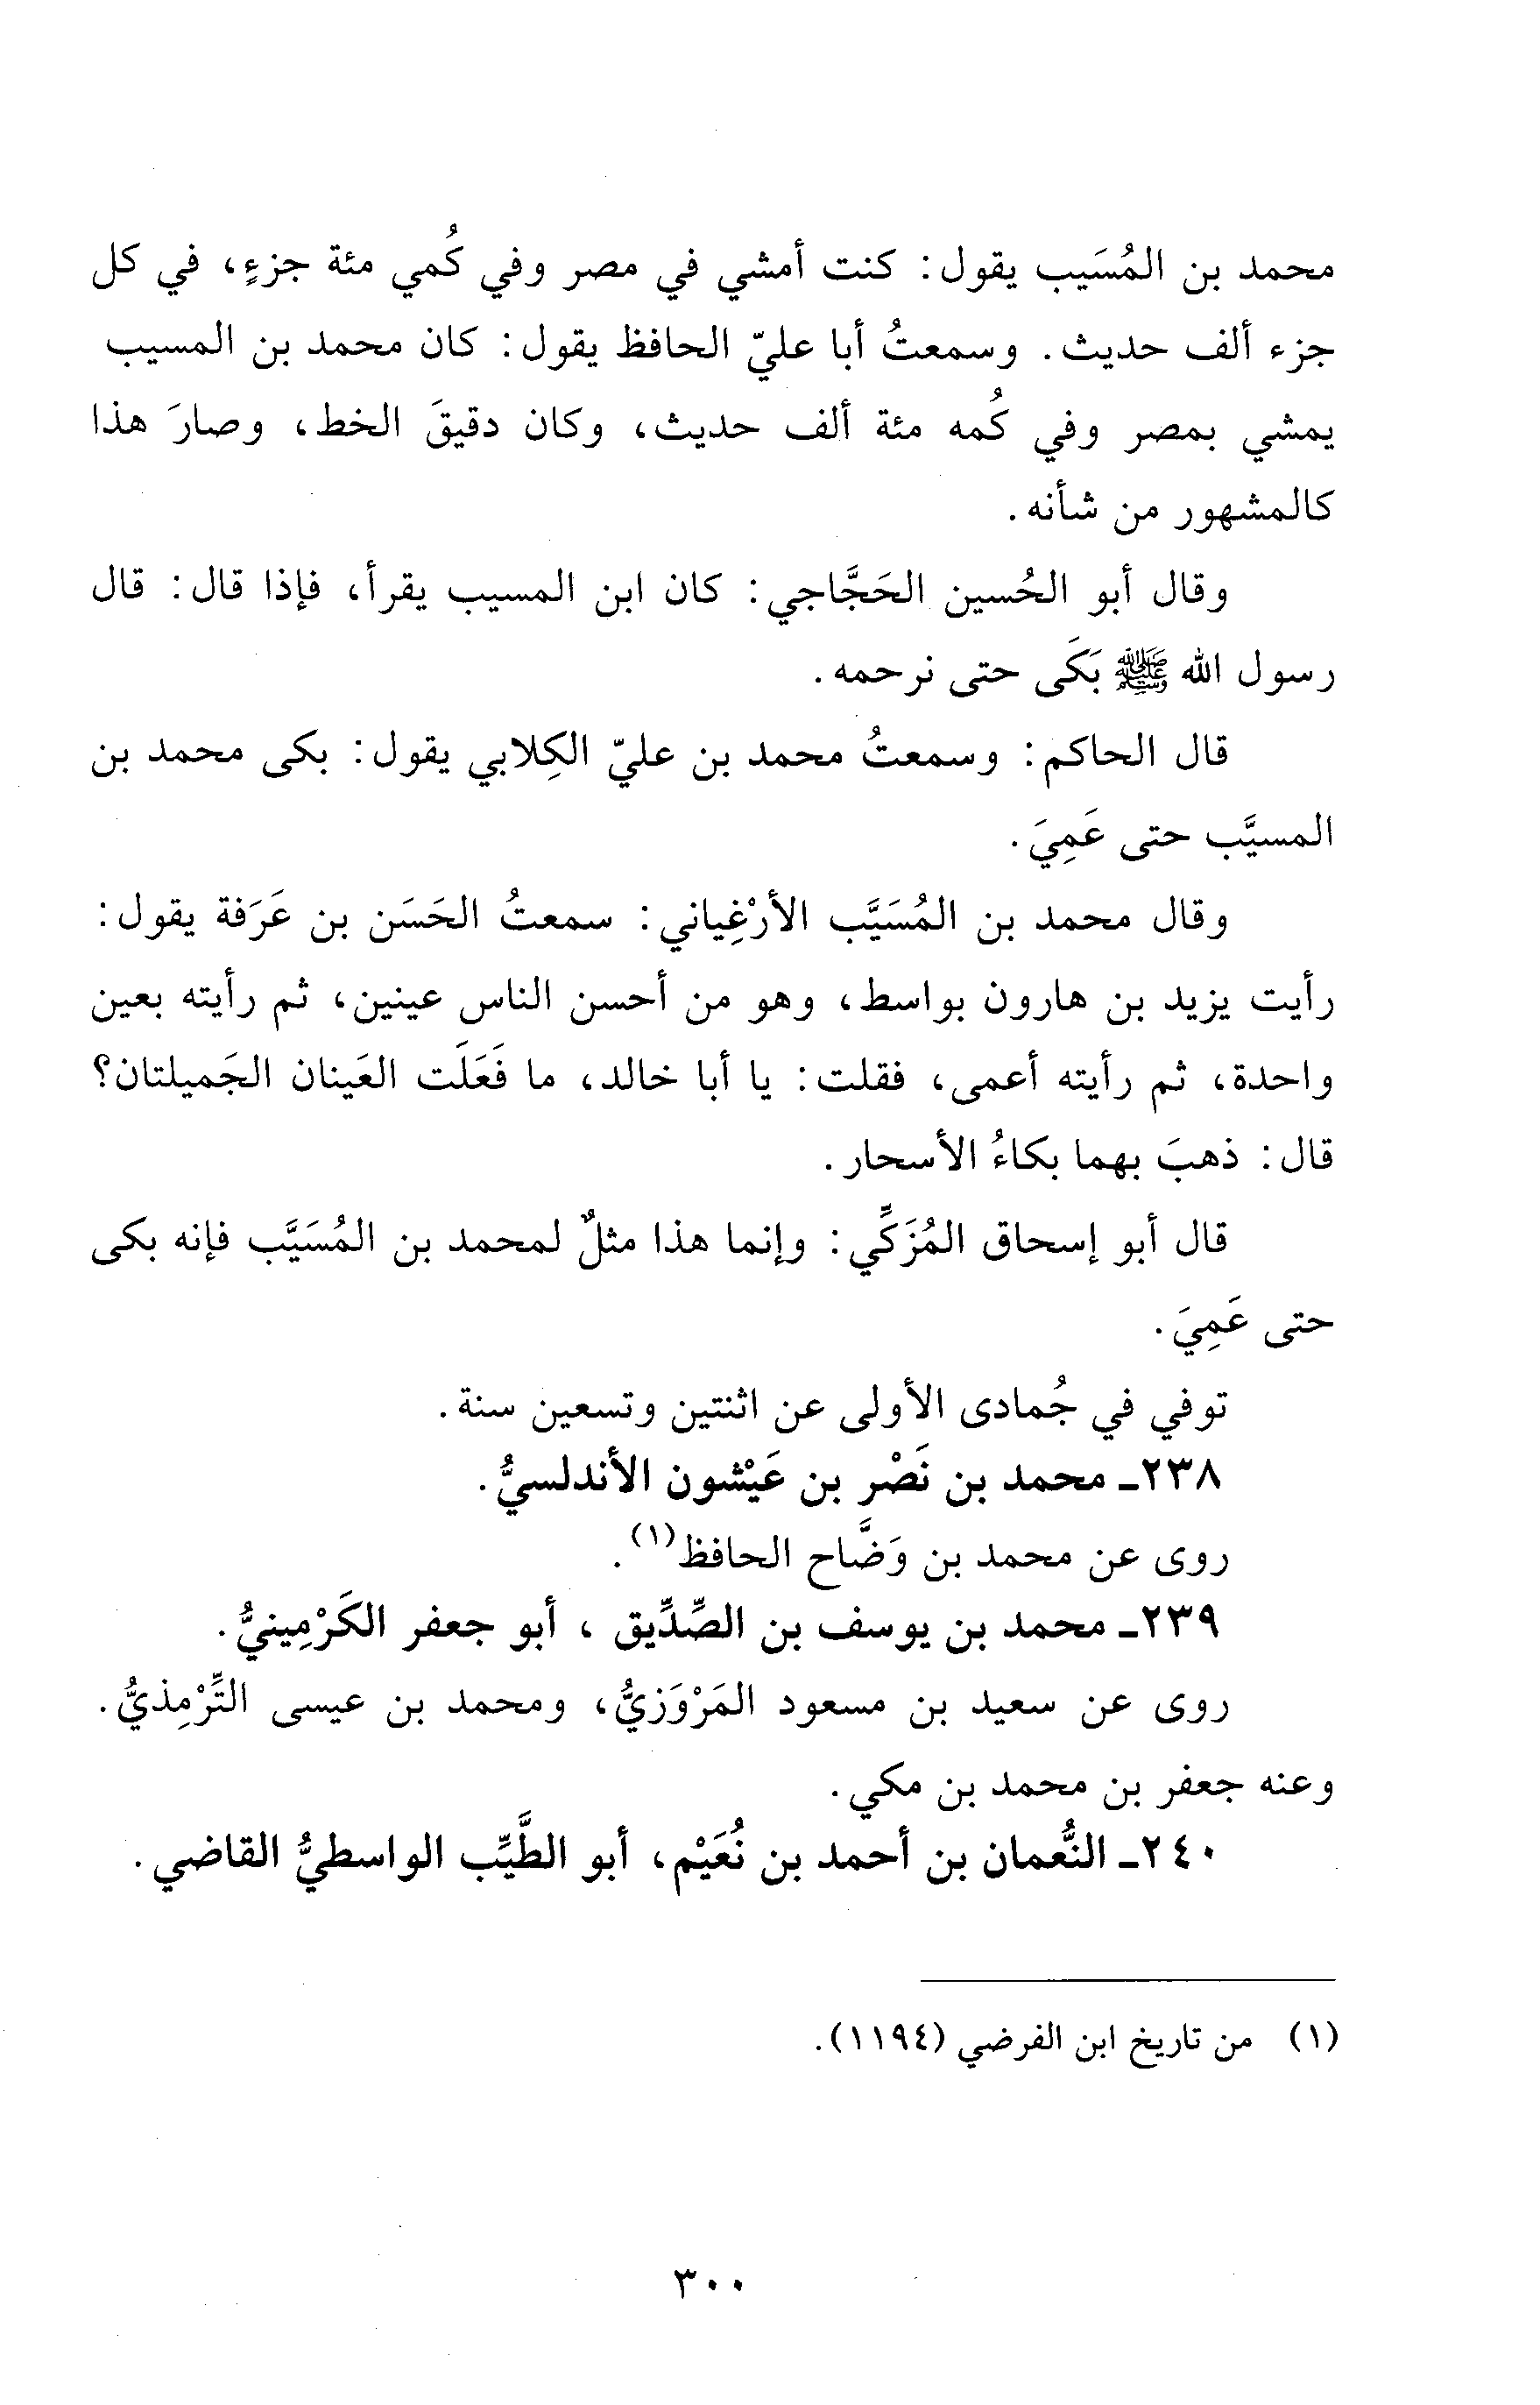 محمد بن المُسَيب يقول: كنت أمشي في مصر وفي كُمي مئة جزءٍ، في كل
جزء ألف حديث. وسمعتُ أبا عليّ الحافظ يقول: كان محمد بن المسيب
يمشي بمصر وفي كُمه مئة ألف حديث، وكان دقيقَ الخط، وصارَ هذا
كالمشهور من شأنه.
وقال أبو الحُسين الحَجَّاجي: كان ابن المسيب يقرأ، فإذا قال: قال
رسول الله ﷺ بَكَى حتى نرحمه.
قال الحاكم: وسمعتُ محمد بن عليّ الكِلابي يقول: بكى محمد بن
المسيَّب حتى عَمِيَ.
وقال محمد بن المُسَيَّب الأرْغِياني: سمعتُ الحَسَن بن عَرَفة يقول:
رأيت يزيد بن هارون بواسط، وهو من أحسن الناس عينين، ثم رأيته بعين
واحدة، ثم رأيته أعمى، فقلت: يا أبا خالد، ما فَعَلَت العَينان الجَميلتان؟
قال: ذهبَ بهما بكاءُ الأسحار.
قال أبو إسحاق المُزَكِّي: وإنما هذا مثلٌ لمحمد بن المُسَيَّب فإنه بكى
حتى عَمِيَ.
توفي في جُمادى الأولى عن اثنتين وتسعين سنة.
٢٣٨ـ محمد بن نَصْر بن عَيْشون الأندلسيُّ.
روى عن محمد بن وَضَّاح الحافظ(١).
٢٣٩ـ محمد بن يوسف بن الصِّدِّيق ، أبو جعفر الكَرْمِينيُّ.
روى عن سعيد بن مسعود المَرْوَزيُّ، ومحمد بن عيسى التِّرْمِذيُّ.
وعنه جعفر بن محمد بن مكي.
٢٤٠ـ النُّعمان بن أحمد بن نُعَيْم، أبو الطَّيِّب الواسطيُّ القاضي.
(١) من تاريخ ابن الفرضي (١١٩٤).
٣٠٠